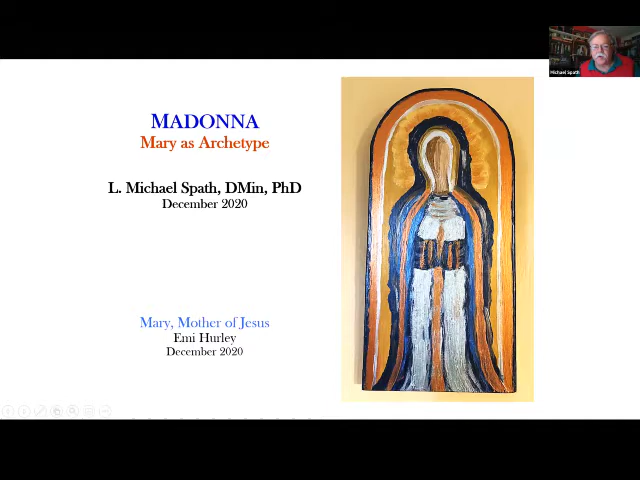 MADONNA
Mary as Archetype
L. Michael Spath, DMin, PhD
December 2020
Mary, Mother of Jesus
Emi Hurley
December 2020
Michael Spath